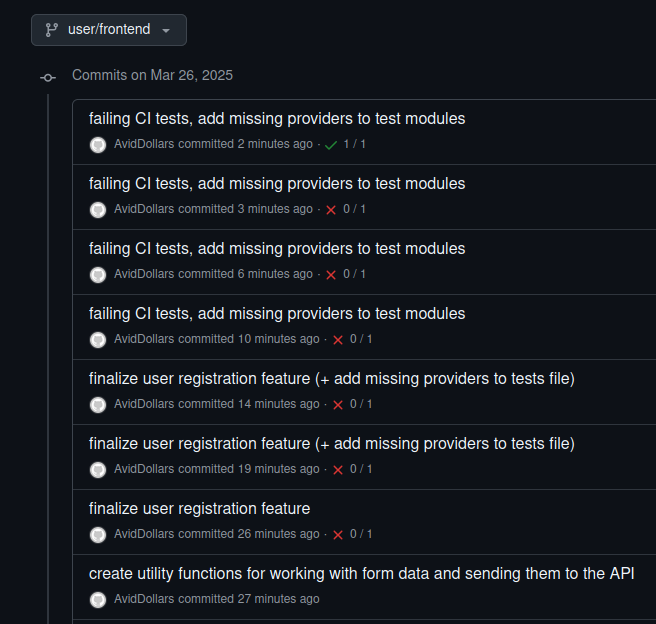 user/frontend
Commits on Mar 26, 2025
failing CI tests, add missing providers to test modules
AvidDollars committed 2 minutes ago · ✓ 1 / 1
failing CI tests, add missing providers to test modules
AvidDollars committed 3 minutes ago · ✗ 0 / 1
failing CI tests, add missing providers to test modules
AvidDollars committed 6 minutes ago · ✗ 0 / 1
failing CI tests, add missing providers to test modules
AvidDollars committed 10 minutes ago · ✗ 0 / 1
finalize user registration feature (+ add missing providers to tests file)
AvidDollars committed 14 minutes ago · ✗ 0 / 1
finalize user registration feature (+ add missing providers to tests file)
AvidDollars committed 19 minutes ago · ✗ 0 / 1
finalize user registration feature
AvidDollars committed 26 minutes ago · ✗ 0 / 1
create utility functions for working with form data and sending them to the API
AvidDollars committed 27 minutes ago